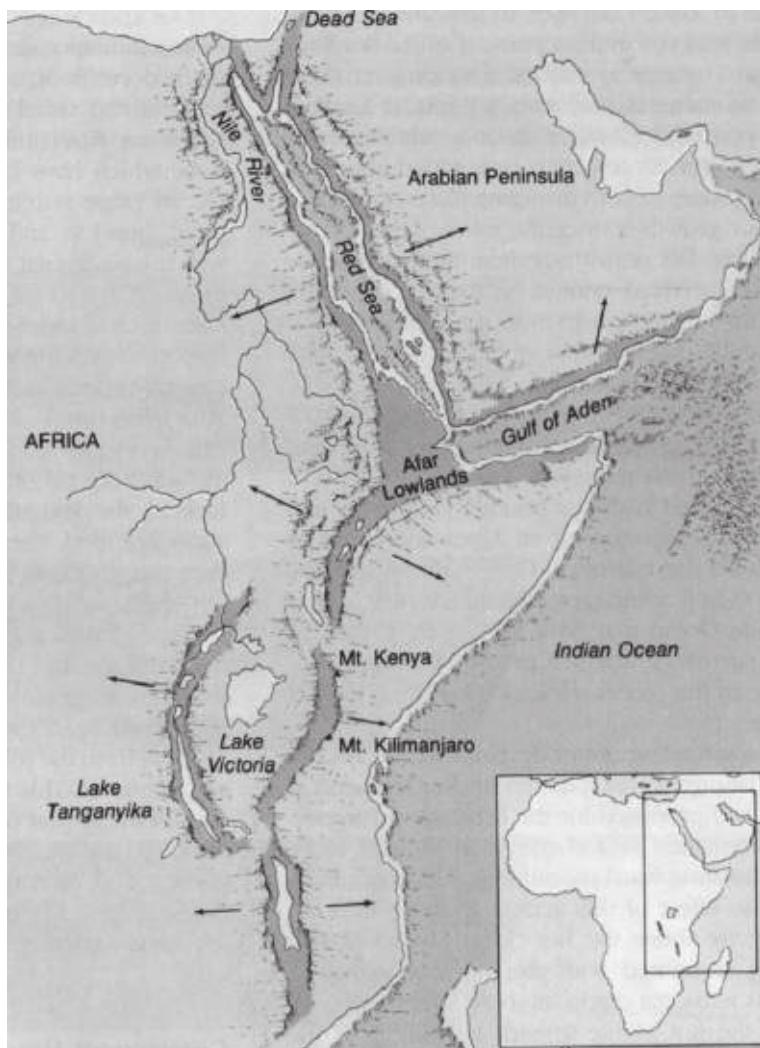 Dead Sea
Nile
River
Arabian Peninsula
Red Sea
AFRICA
Gulf of Aden
Afar
Lowlands
Indian Ocean
Mt. Kenya
Mt. Kilimanjaro
Lake
Victoria
Lake
Tanganyika